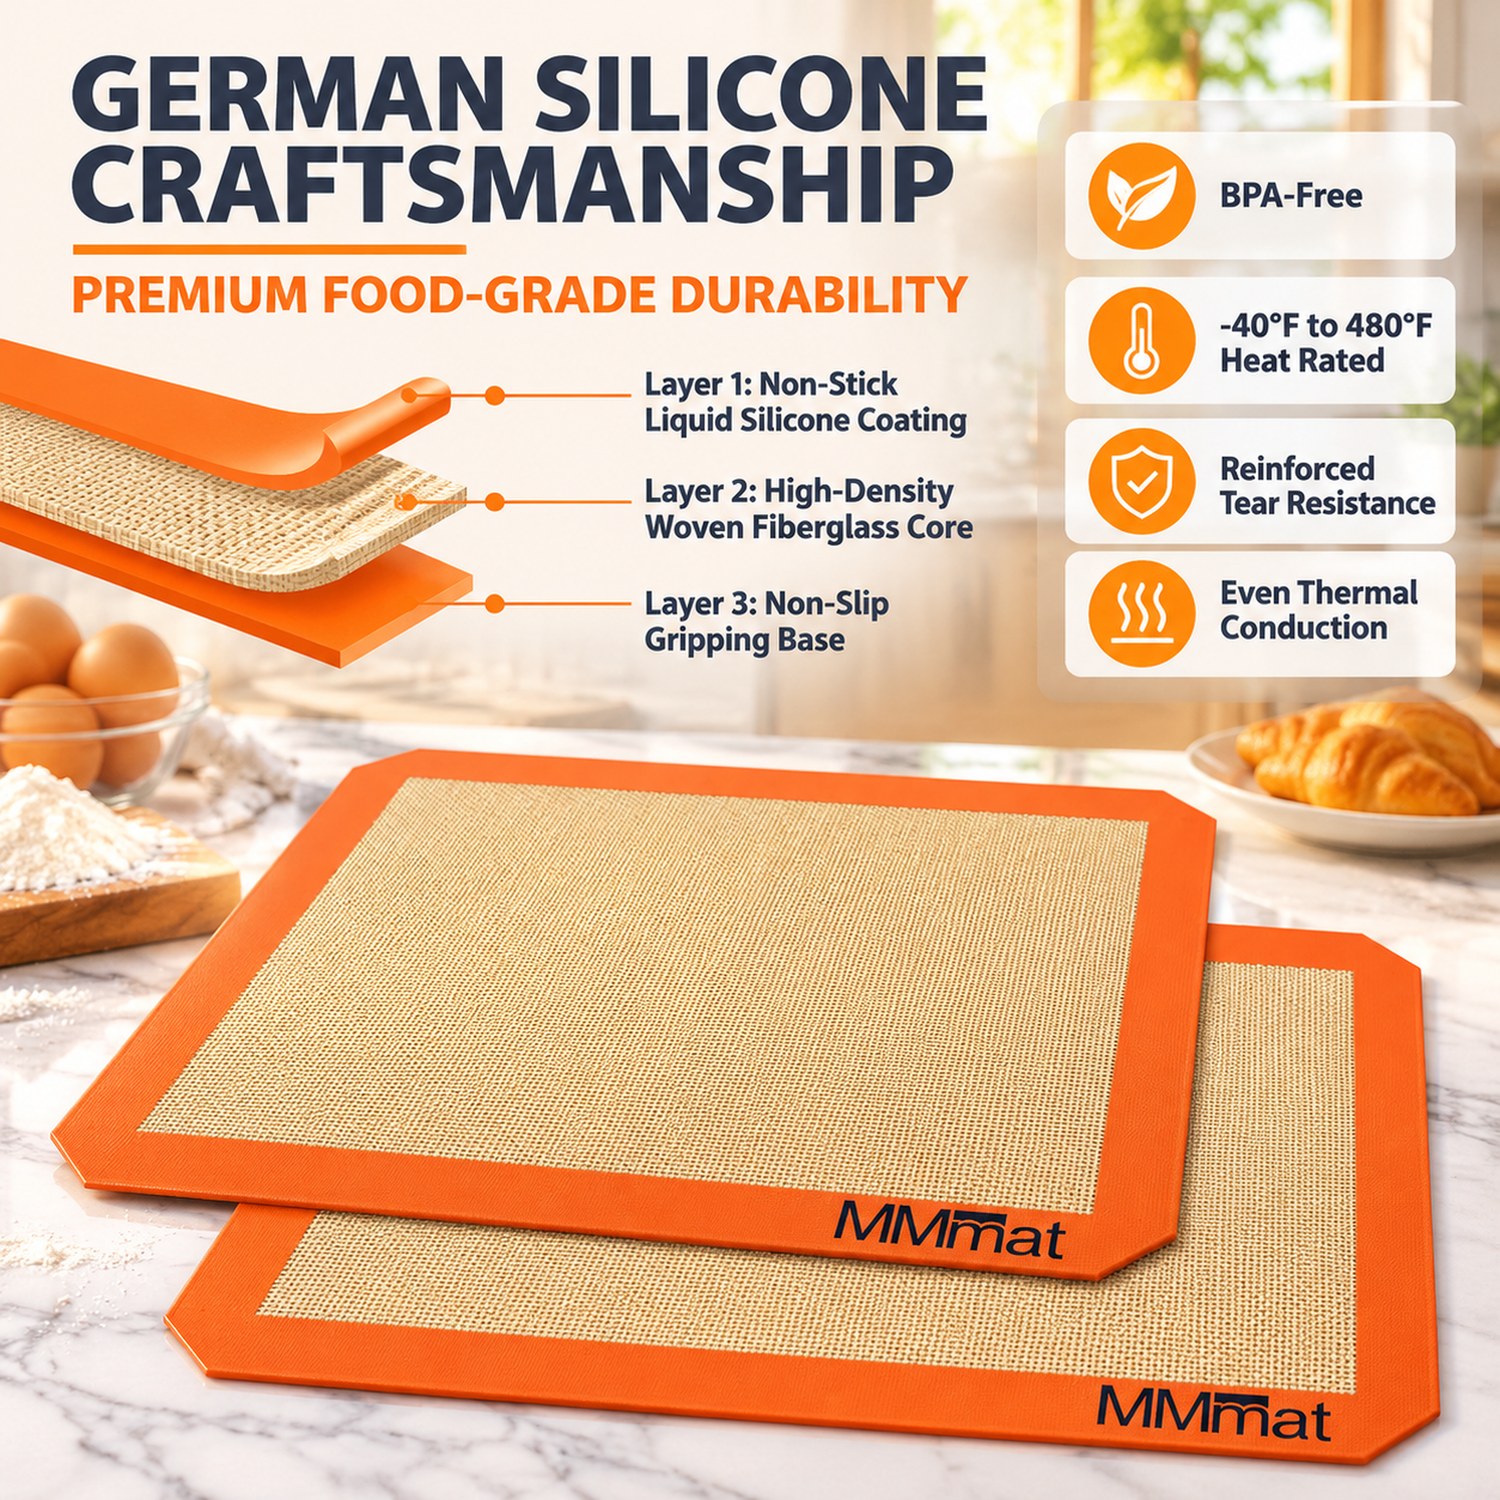 GERMAN SILICONE
CRAFTSMANSHIP
PREMIUM FOOD-GRADE DURABILITY
Layer 1: Non-Stick
Liquid Silicone Coating
Layer 2: High-Density
Woven Fiberglass Core
Layer 3: Non-Slip
Gripping Base
BPA-Free
-40°F to 480°F
Heat Rated
Reinforced
Tear Resistance
Even Thermal
Conduction
MMmat
MMmat